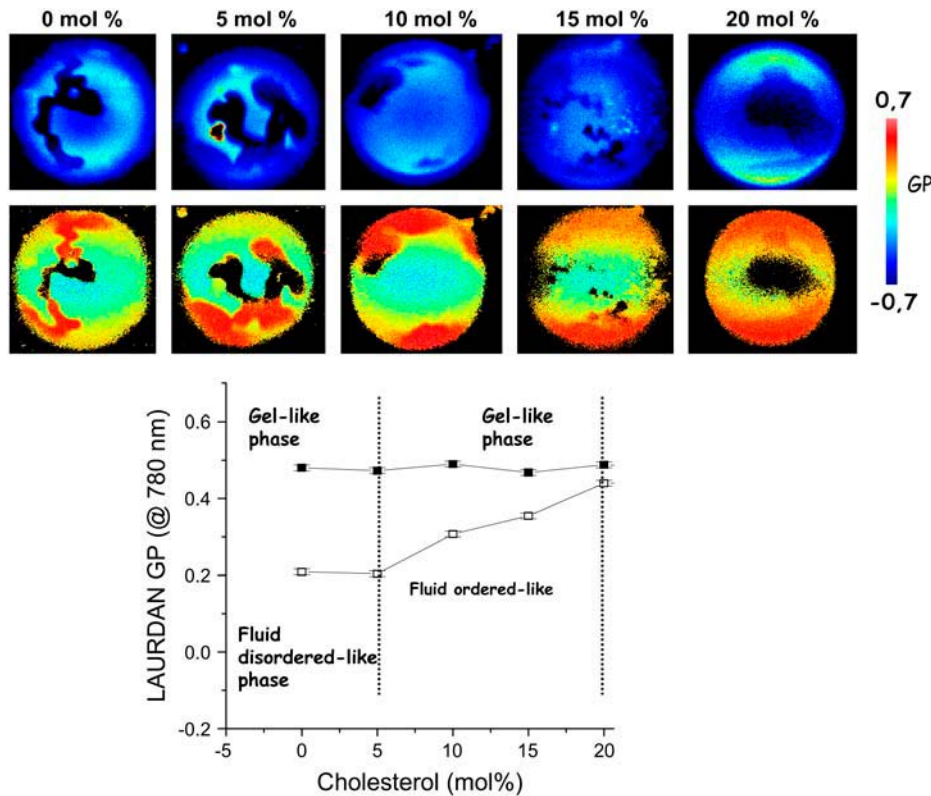 0 mol %
5 mol %
10 mol %
15 mol %
20 mol %
0,7
GP
-0,7
LAURDAN GP (@ 780 nm)
0.6
0.4
0.2
0.0
-0.2
Gel-like
phase
Gel-like
phase
Fluid ordered-like
Fluid
disordered-like
phase
-5
0
5
10
15
20
Cholesterol (mol%)